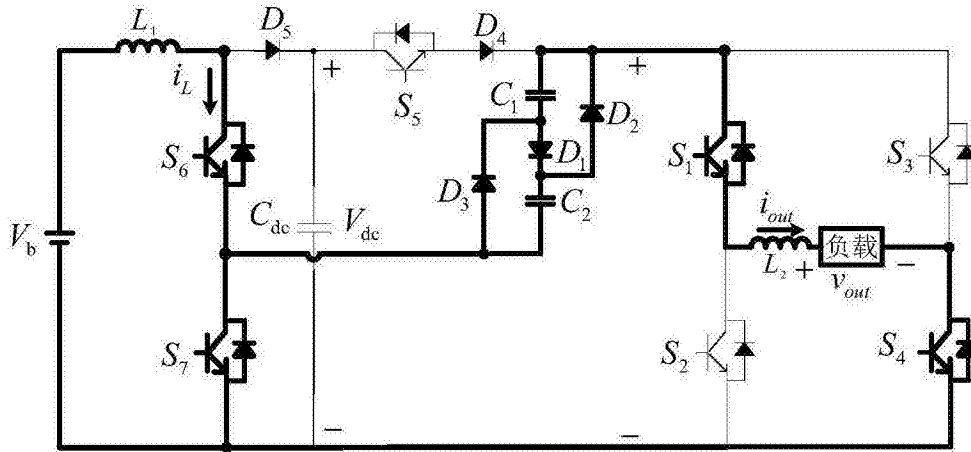 L1
D5
D4
+
+
iL
S5
C1
D2
S6
D1
S1
S3
D3
Cdc
Vdc
C2
iout
Vb
L2
+
负载
−
vout
S7
S2
S4
−
−